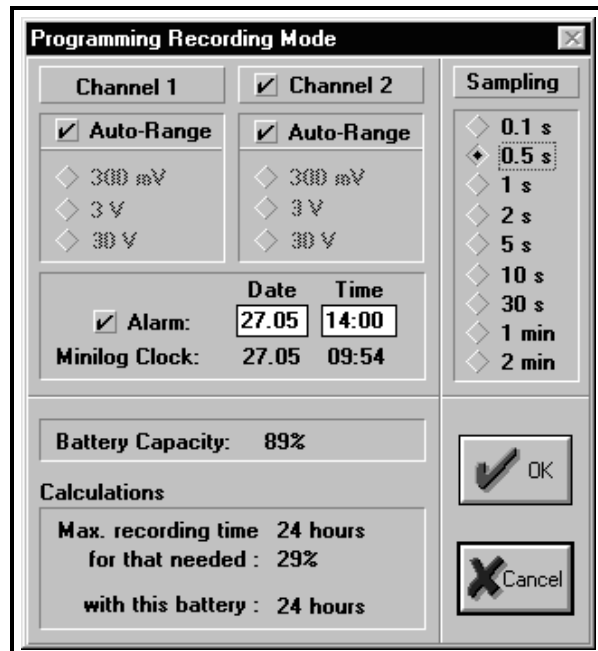 Programming Recording Mode
Channel 1
Channel 2
Sampling
Auto-Range
Auto-Range
300 mV
3 V
30 V
300 mV
3 V
30 V
0.1 s
0.5 s
1 s
2 s
5 s
10 s
30 s
1 min
2 min
Date Time
Alarm: 27.05 14:00
Minilog Clock: 27.05 09:54
Battery Capacity: 89%
Calculations
Max. recording time 24 hours
for that needed : 29%
with this battery : 24 hours
OK
Cancel